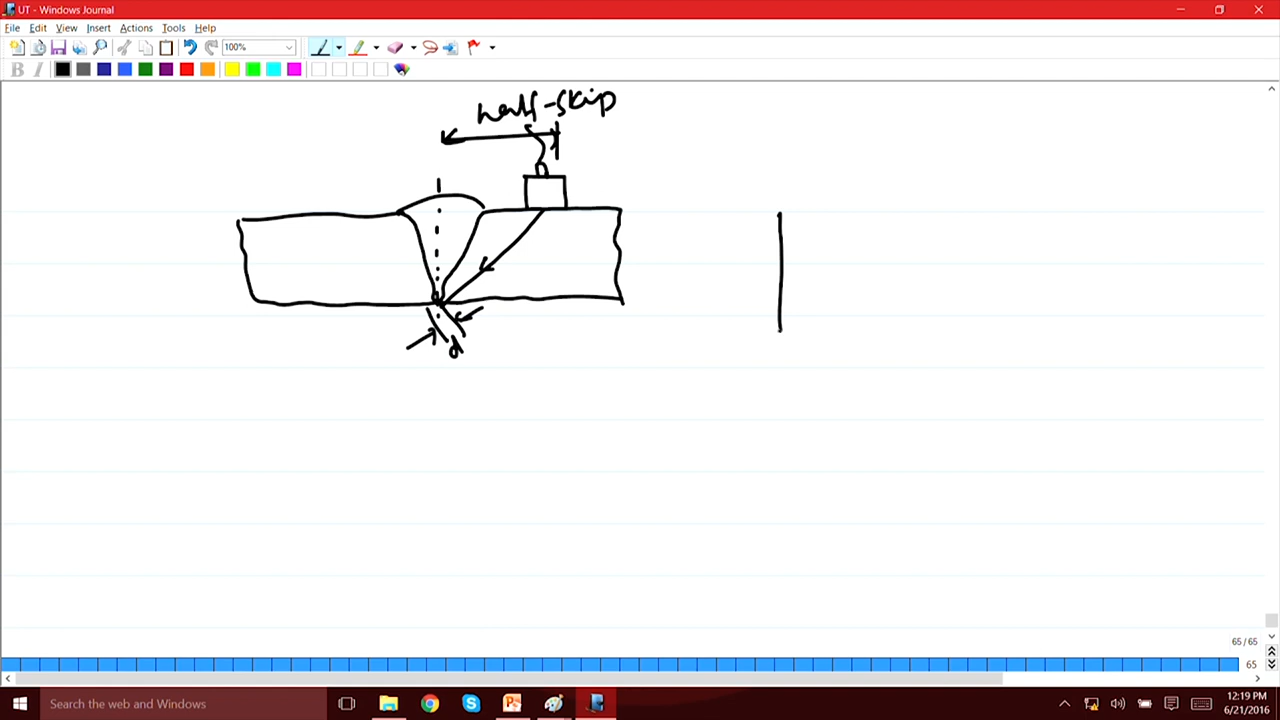 UT - Windows Journal
File Edit View Insert Actions Tools Help
100%
B I
half-skip
d
65 / 65
65
Search the web and Windows
12:19 PM
6/21/2016